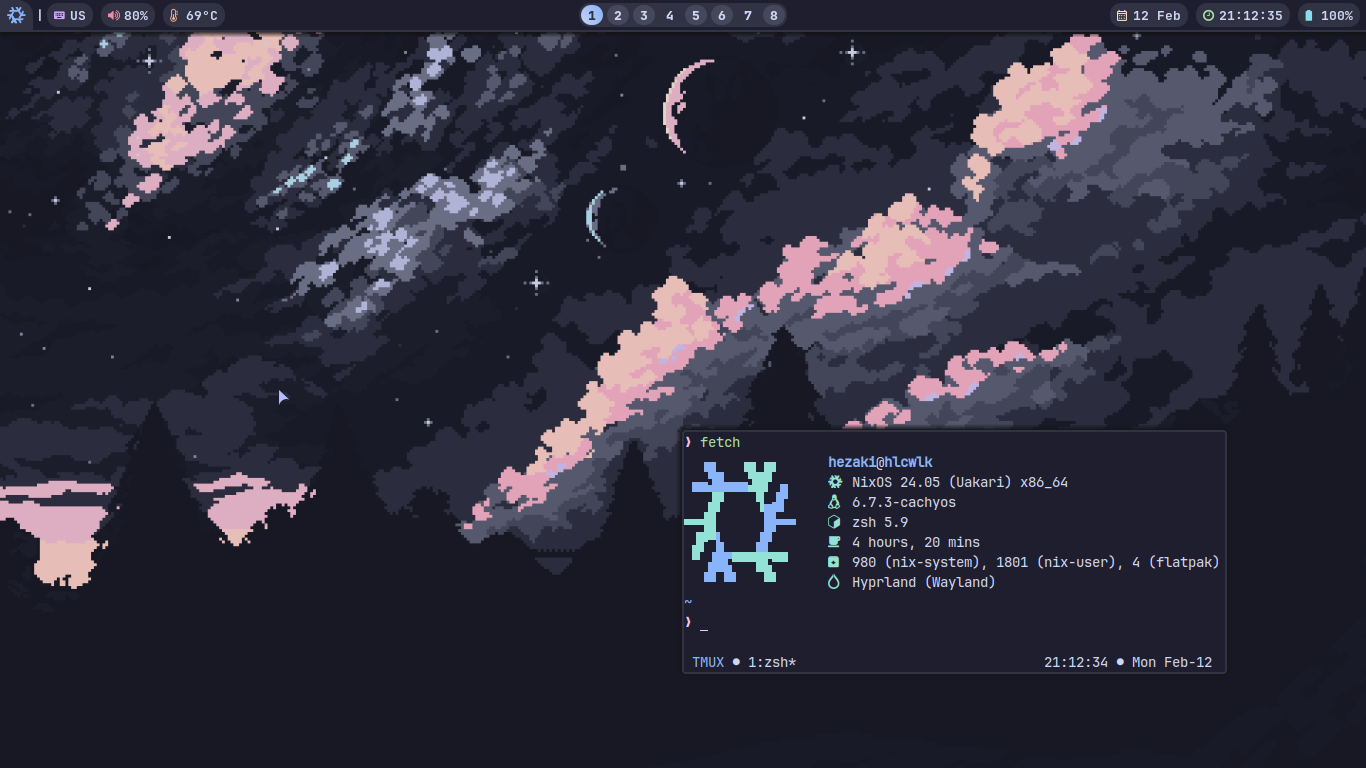 US 80% 69°C 1 2 3 4 5 6 7 8 12 Feb 21:12:35 100%
❯ fetch
hezaki@hlcwlk
NixOS 24.05 (Uakari) x86_64
6.7.3-cachyos
zsh 5.9
4 hours, 20 mins
980 (nix-system), 1801 (nix-user), 4 (flatpak)
Hyprland (Wayland)
~
❯ _
TMUX ● 1:zsh* 21:12:34 ● Mon Feb-12